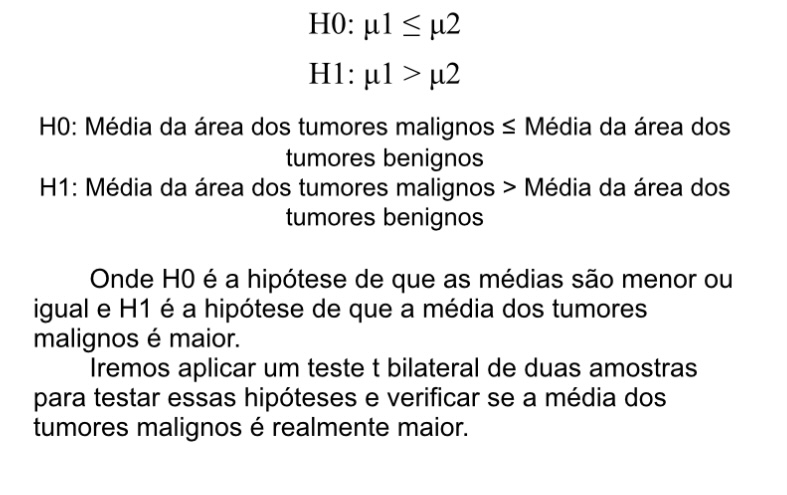 H0: μ1 ≤ μ2
H1: μ1 > μ2
H0: Média da área dos tumores malignos ≤ Média da área dos
tumores benignos
H1: Média da área dos tumores malignos > Média da área dos
tumores benignos
Onde H0 é a hipótese de que as médias são menor ou
igual e H1 é a hipótese de que a média dos tumores
malignos é maior.
Iremos aplicar um teste t bilateral de duas amostras
para testar essas hipóteses e verificar se a média dos
tumores malignos é realmente maior.